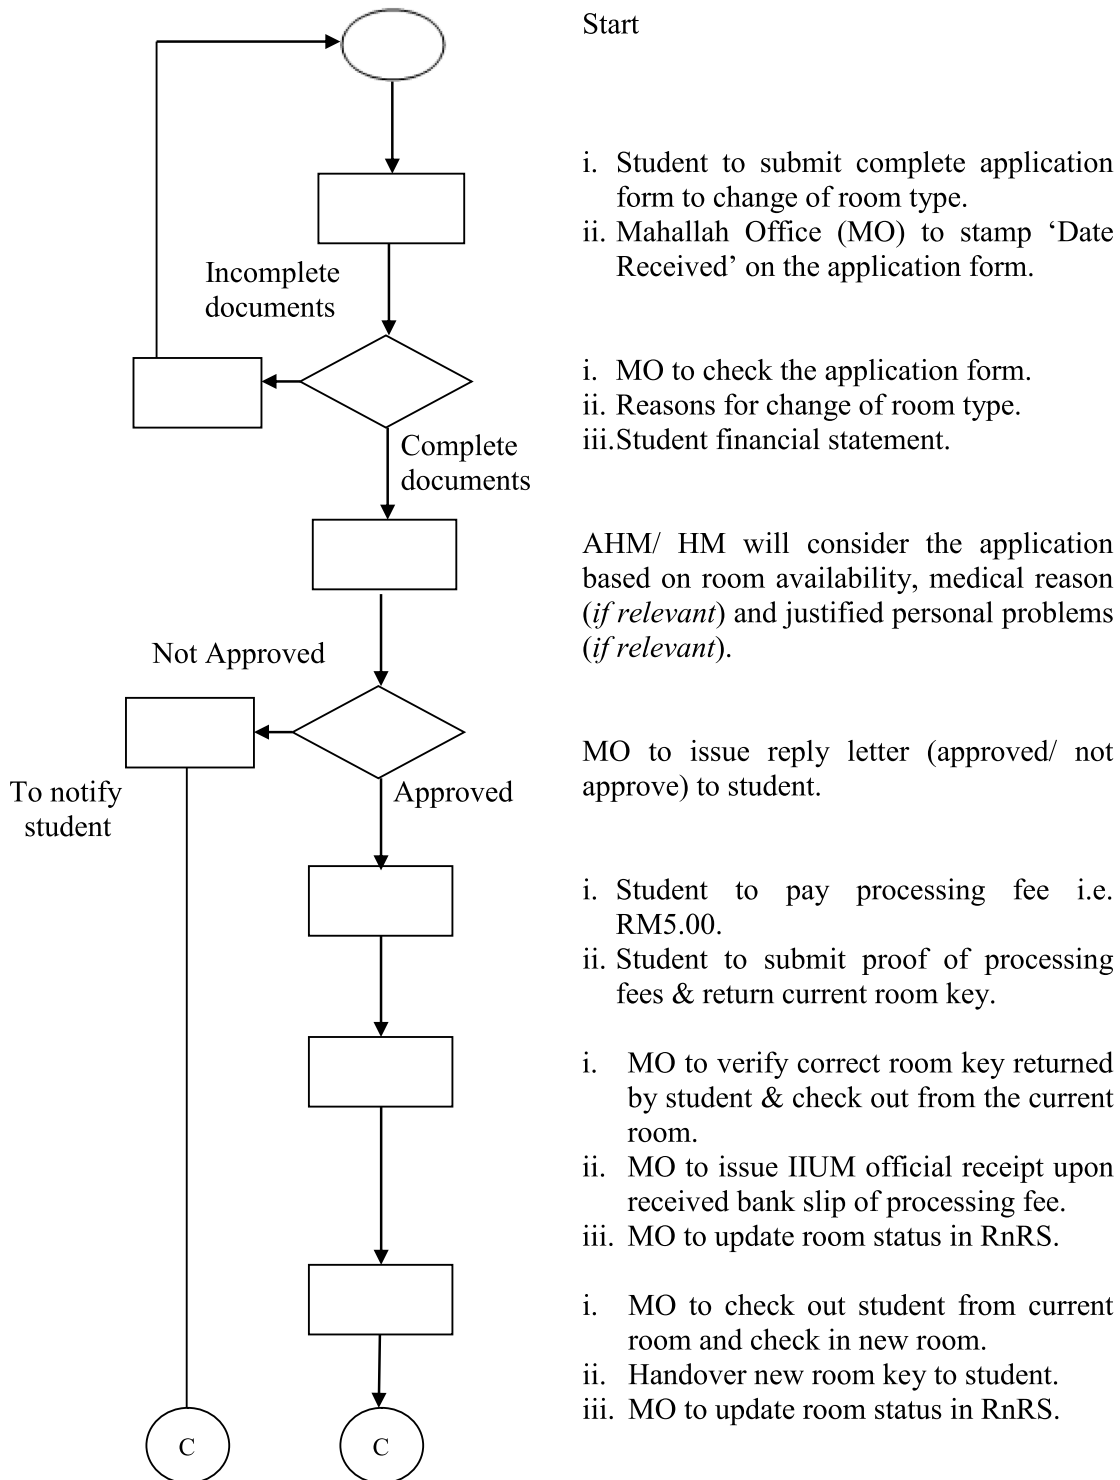 Start
i. Student to submit complete application
form to change of room type.
ii. Mahallah Office (MO) to stamp ‘Date
Received’ on the application form.
Incomplete
documents
i. MO to check the application form.
ii. Reasons for change of room type.
iii.Student financial statement.
Complete
documents
AHM/ HM will consider the application
based on room availability, medical reason
(if relevant) and justified personal problems
(if relevant).
Not Approved
MO to issue reply letter (approved/ not
approve) to student.
To notify
student
Approved
i. Student to pay processing fee i.e.
RM5.00.
ii. Student to submit proof of processing
fees & return current room key.
i. MO to verify correct room key returned
by student & check out from the current
room.
ii. MO to issue IIUM official receipt upon
received bank slip of processing fee.
iii. MO to update room status in RnRS.
i. MO to check out student from current
room and check in new room.
ii. Handover new room key to student.
iii. MO to update room status in RnRS.
C
C